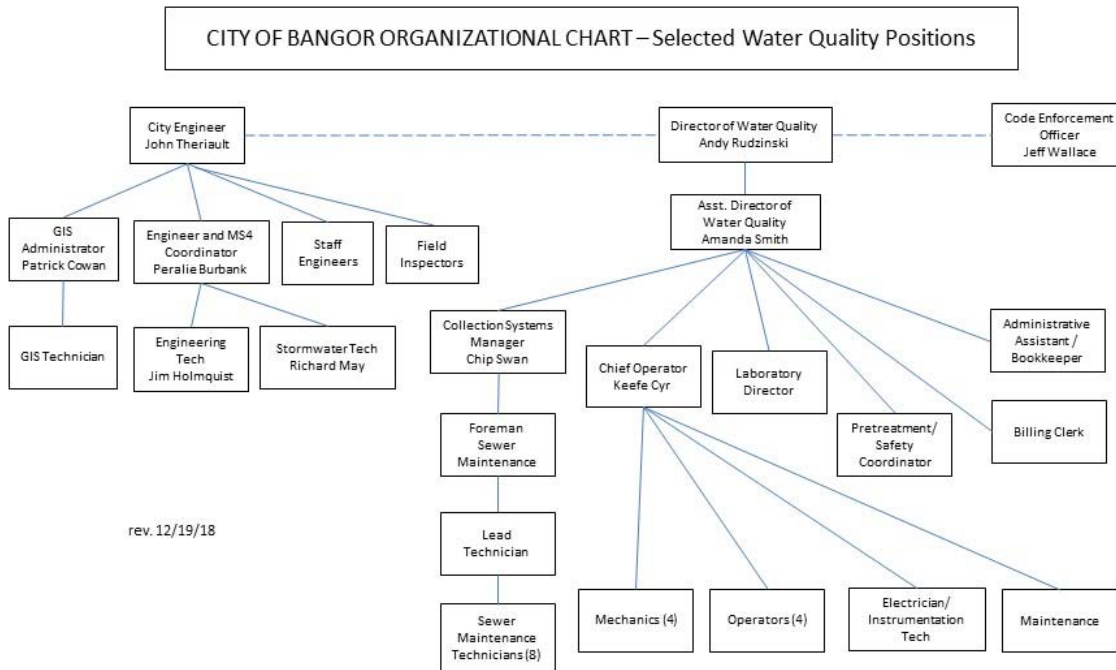 CITY OF BANGOR ORGANIZATIONAL CHART – Selected Water Quality Positions
City Engineer
John Theriault
Director of Water Quality
Andy Rudzinski
Code Enforcement
Officer
Jeff Wallace
Asst. Director of
Water Quality
Amanda Smith
GIS
Administrator
Patrick Cowan
Engineer and MS4
Coordinator
Peralie Burbank
Staff
Engineers
Field
Inspectors
GIS Technician
Engineering
Tech
Jim Holmquist
Stormwater Tech
Richard May
Collection Systems
Manager
Chip Swan
Chief Operator
Keefe Cyr
Laboratory
Director
Administrative
Assistant /
Bookkeeper
Foreman
Sewer
Maintenance
Pretreatment/
Safety
Coordinator
Billing Clerk
rev. 12/19/18
Lead
Technician
Sewer
Maintenance
Technicians (8)
Mechanics (4)
Operators (4)
Electrician/
Instrumentation
Tech
Maintenance